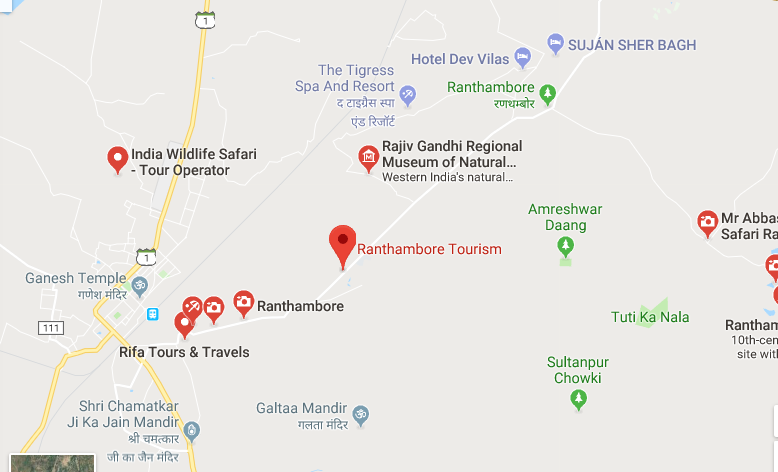 1
SUJÁN SHER BAGH
Hotel Dev Vilas
The Tigress
Spa And Resort
द टाइग्रैस स्पा
एंड रिजॉर्ट
Ranthambore
रणथम्बोर
Rajiv Gandhi Regional
Museum of Natural...
Western India's natural...
India Wildlife Safari
- Tour Operator
Amreshwar
Daang
Mr Abbas
Safari Ra
Ranthambore Tourism
1
Ganesh Temple
गणेश मंदिर
Ranthambore
111
Tuti Ka Nala
Rantham
10th-cen
site with
Rifa Tours & Travels
Sultanpur
Chowki
Shri Chamatkar
Ji Ka Jain Mandir
श्री चमत्कार
जी का जैन मंदिर
Galtaa Mandir
गलता मंदिर